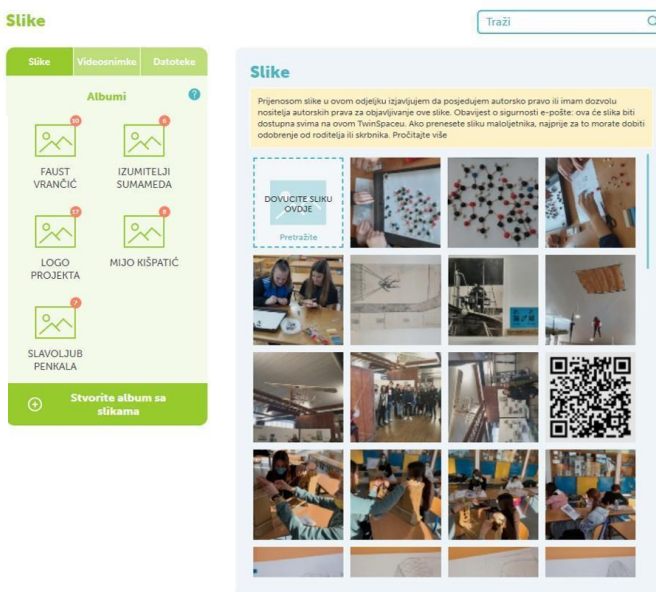 Slike
Traži
Slike
Videosnimke
Datoteke
Albumi
?
10
6
FAUST
VRANČIĆ
IZUMITELJI
SUMAMEDA
17
8
LOGO
PROJEKTA
MIJO KIŠPATIĆ
7
SLAVOLJUB
PENKALA
Stvorite album sa
slikama
Slike
Prijenosom slike u ovom odjeljku izjavljujem da posjedujem autorsko pravo ili imam dozvolu
nositelja autorskih prava za objavljivanje ove slike. Obavijest o sigurnosti e-pošte: ova će slika biti
dostupna svima na ovom TwinSpaceu. Ako prenesete sliku maloljetnika, najprije za to morate dobiti
odobrenje od roditelja ili skrbnika. Pročitajte više
DOVUCITE SLIKU
OVDJE
Pretražite